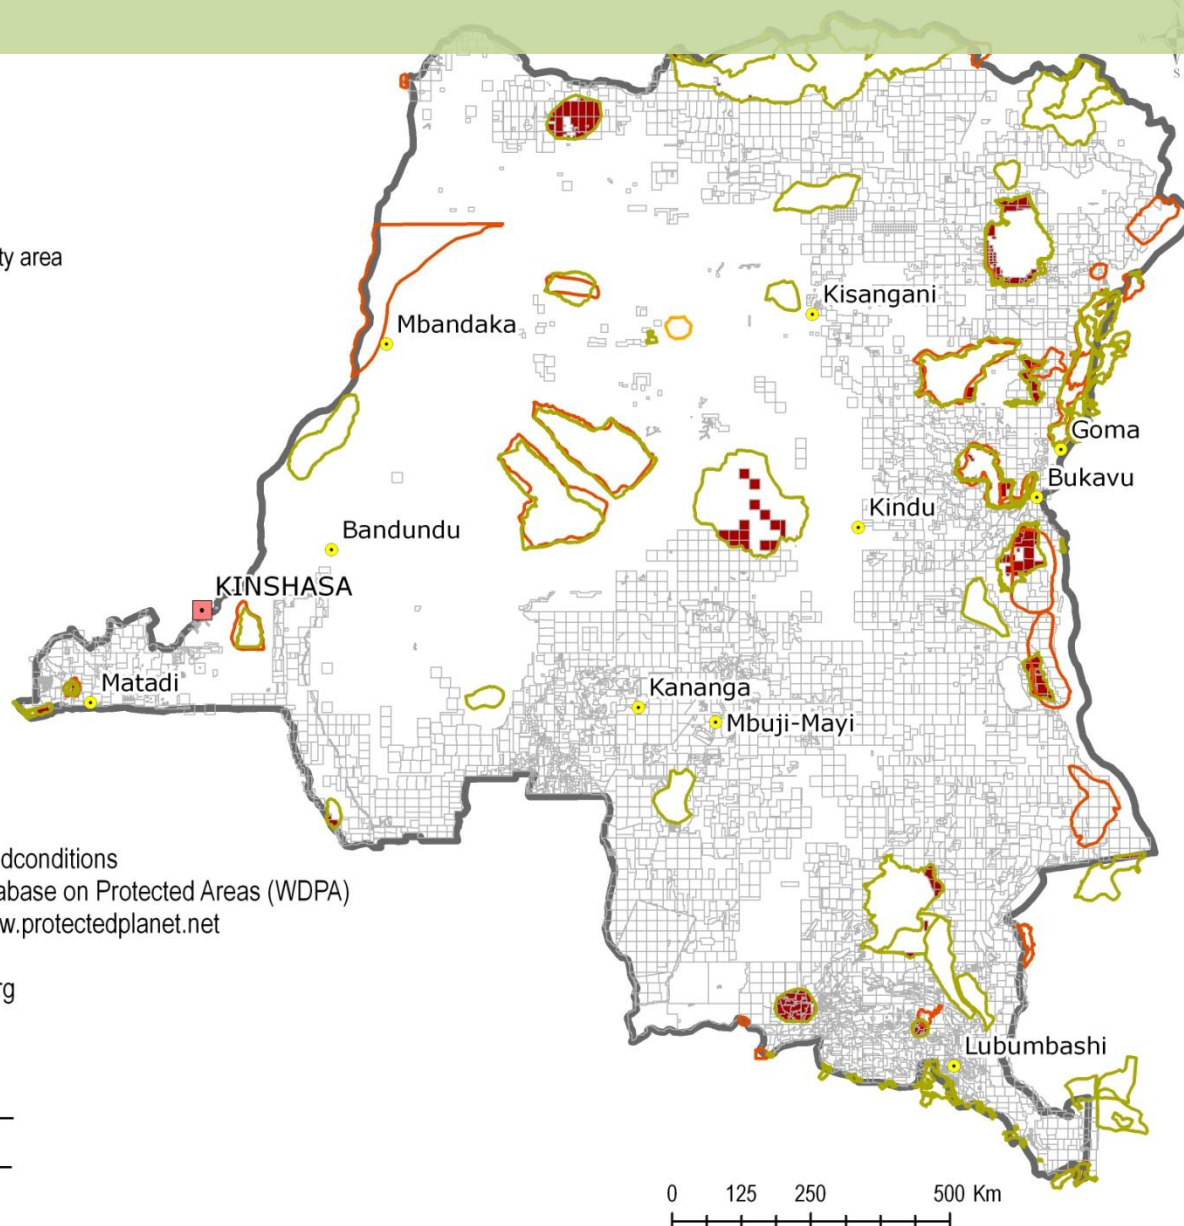 N
W
S
ty area
Kisangani
Mbandaka
Goma
Bukavu
Kindu
Bandundu
KINSHASA
Matadi
Kananga
Mbuji-Mayi
dconditions
abase on Protected Areas (WDPA)
w.protectedplanet.net
rg
Lubumbashi
0 125 250 500 Km